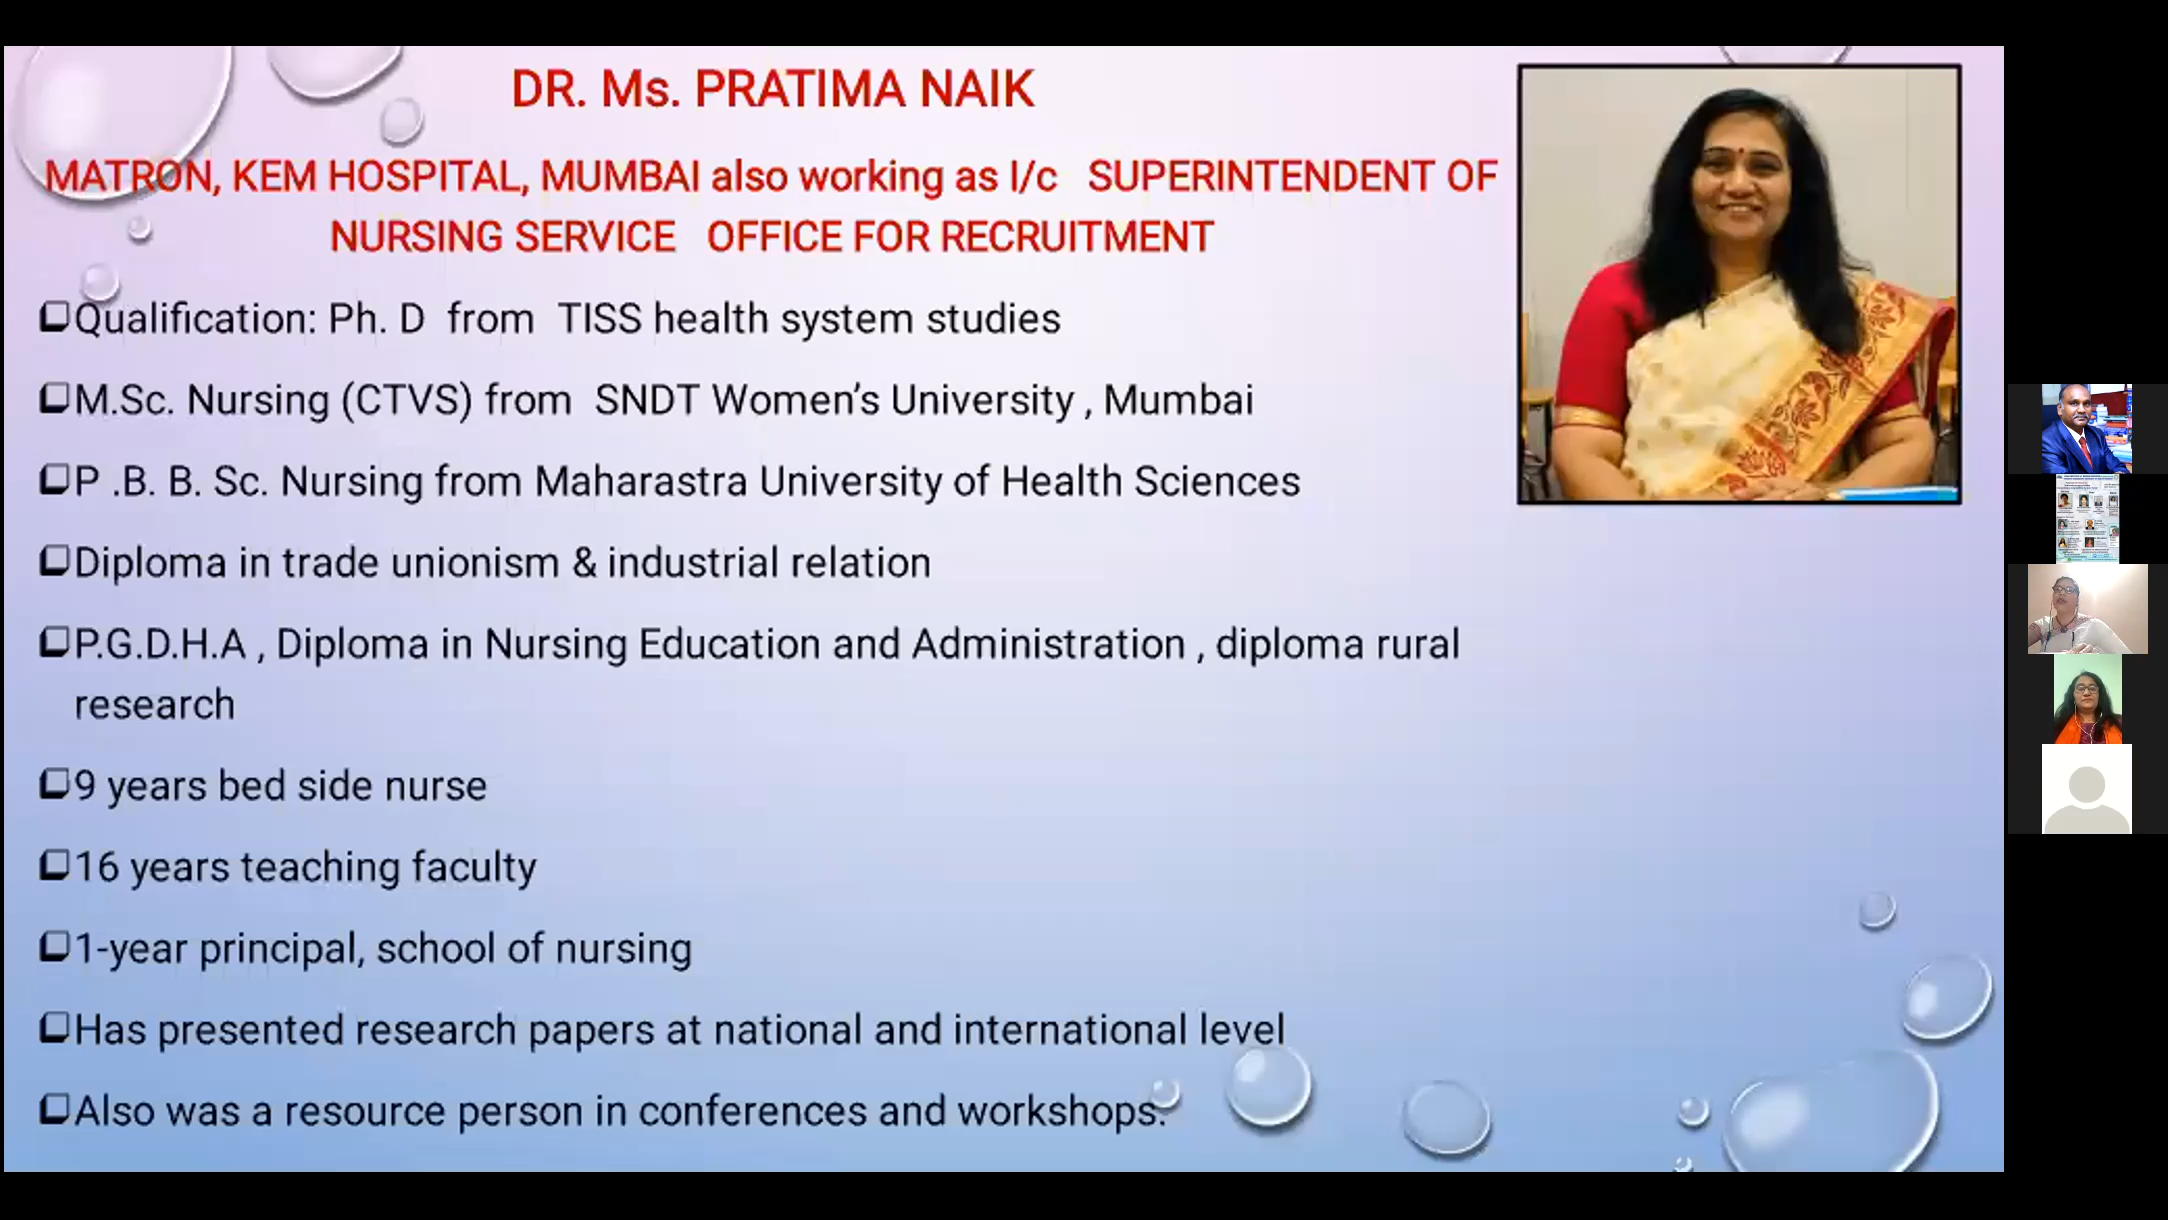 DR. Ms. PRATIMA NAIK
MATRON, KEM HOSPITAL, MUMBAI also working as I/c SUPERINTENDENT OF
NURSING SERVICE OFFICE FOR RECRUITMENT
Qualification: Ph. D from TISS health system studies
M.Sc. Nursing (CTVS) from SNDT Women's University , Mumbai
P .B. B. Sc. Nursing from Maharastra University of Health Sciences
Diploma in trade unionism & industrial relation
P.G.D.H.A , Diploma in Nursing Education and Administration , diploma rural
research
9 years bed side nurse
16 years teaching faculty
1-year principal, school of nursing
Has presented research papers at national and international level
Also was a resource person in conferences and workshops.